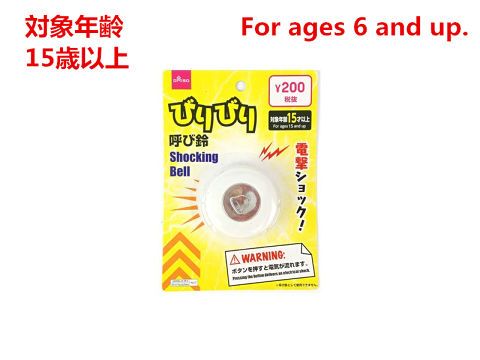 対象年齢
15歳以上
For ages 6 and up.
DAISO
¥200
税抜
びりびり
対象年齢15才以上
For ages 15 and up
呼び鈴
Shocking
Bell
電撃ショック!
WARNING:
ボタンを押すと電気が流れます。
Pressing the Button delivers an electrical shock.